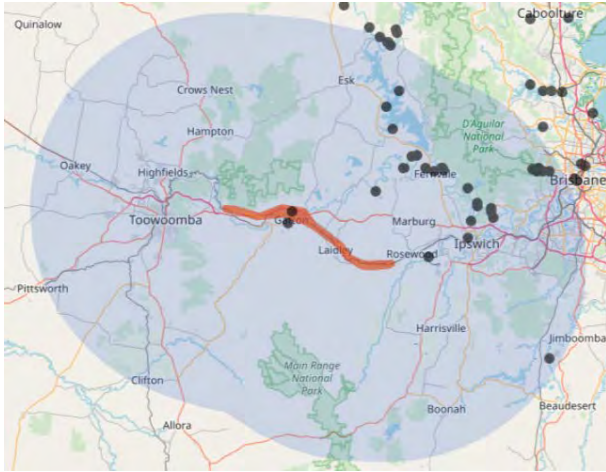 Quinalow
Caboolture
Esk
Crows Nest
D'Aguilar
National
Park
Hampton
Oakey
Highfields
Fernvale
Brisbane
Toowoomba
Gatton
Marburg
Laidley
Rosewood
Ipswich
Pittsworth
Harrisville
Jimboomba
Main Range
National
Park
Clifton
Boonah
Beaudesert
Allora